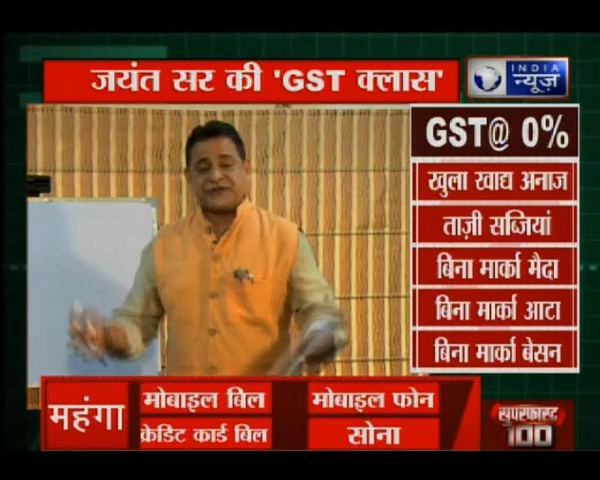 जयंत सर की 'GST क्लास'
INDIA
न्यूज़
GST@ 0%
खुला खाद्य अनाज
ताज़ी सब्जियां
बिना मार्का मैदा
बिना मार्का आटा
बिना मार्का बेसन
महंगा
मोबाइल बिल
मोबाइल फोन
क्रेडिट कार्ड बिल
सोना
सुपरफास्ट
100